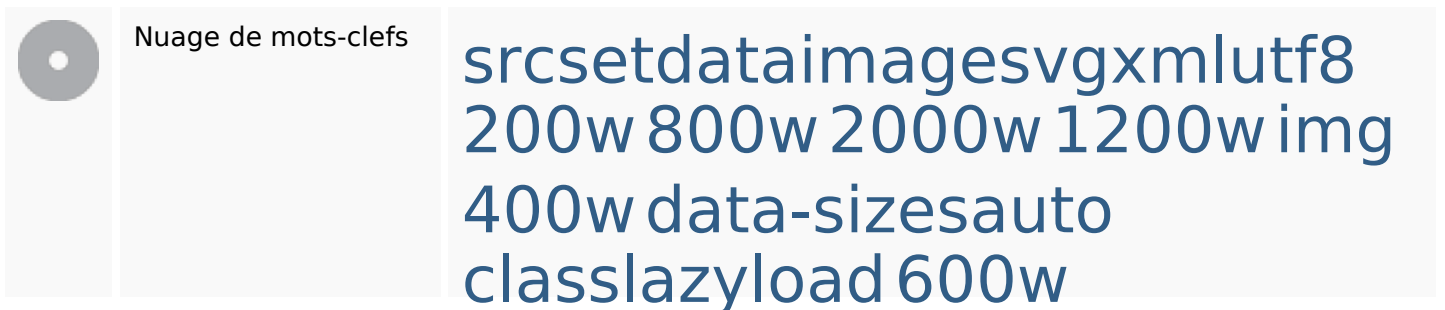 Nuage de mots-clefs
srcsetdataimagesvgxmlutf8
200w 800w 2000w 1200w img
400w data-sizesauto
classlazyload 600w